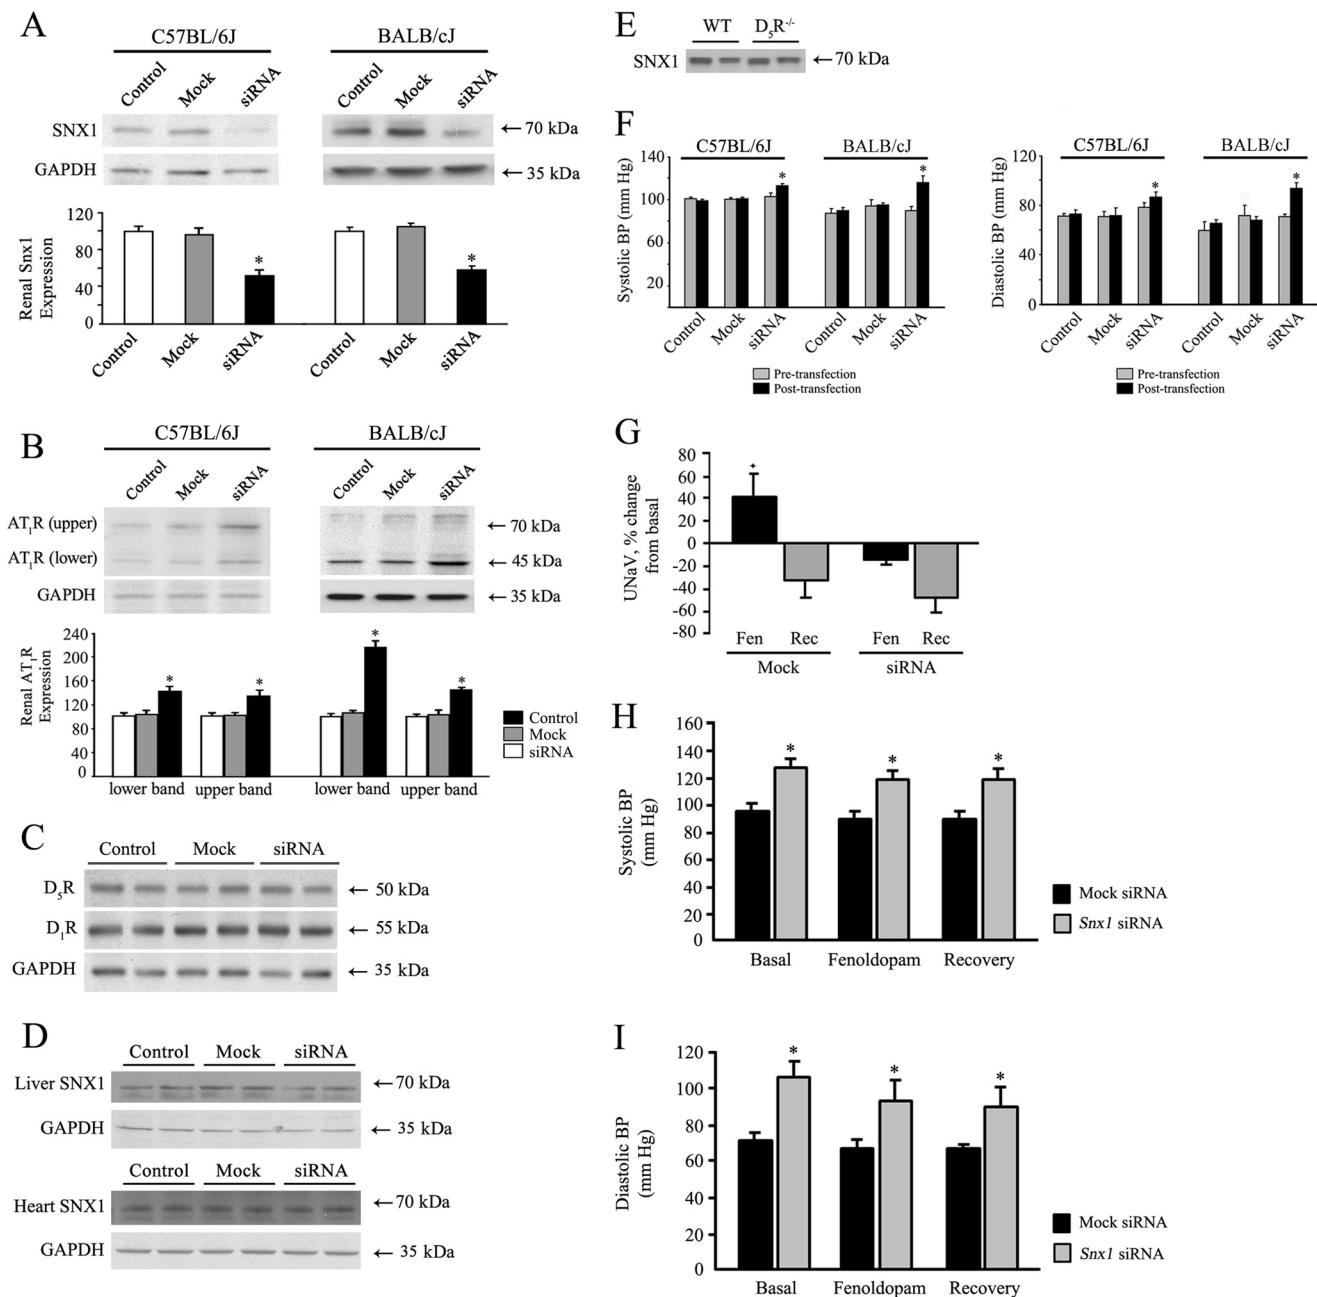 A
C57BL/6J
BALB/cJ
Control
Mock
siRNA
Control
Mock
siRNA
SNX1
← 70 kDa
GAPDH
← 35 kDa
Renal Snx1
Expression
120
80
40
0
*
*
Control
Mock
siRNA
Control
Mock
siRNA
B
C57BL/6J
BALB/cJ
Control
Mock
siRNA
Control
Mock
siRNA
AT1R (upper)
← 70 kDa
AT1R (lower)
← 45 kDa
GAPDH
← 35 kDa
Renal AT1R
Expression
240
200
160
120
80
40
0
*
*
*
*
lower band
upper band
lower band
upper band
Control
Mock
siRNA
C
Control
Mock
siRNA
D5R
← 50 kDa
D1R
← 55 kDa
GAPDH
← 35 kDa
D
Control
Mock
siRNA
Liver SNX1
←70 kDa
GAPDH
← 35 kDa
Control
Mock
siRNA
Heart SNX1
←70 kDa
GAPDH
← 35 kDa
E
WT
D5R-/-
SNX1
← 70 kDa
F
C57BL/6J
BALB/cJ
Systolic BP (mm Hg)
140
100
60
20
*
*
Control
Mock
siRNA
Control
Mock
siRNA
Pre-transfection
Post-transfection
C57BL/6J
BALB/cJ
Diastolic BP (mm Hg)
120
80
40
0
*
*
Control
Mock
siRNA
Control
Mock
siRNA
Pre-transfection
Post-transfection
G
UNaV, % change
from basal
80
60
40
20
0
-20
-40
-60
-80
+
Fen
Rec
Fen
Rec
Mock
siRNA
H
Systolic BP
(mm Hg)
160
140
120
100
80
60
40
20
0
*
*
*
Basal
Fenoldopam
Recovery
Mock siRNA
Snx1 siRNA
I
Diastolic BP
(mm Hg)
120
100
80
60
40
20
0
*
*
*
Basal
Fenoldopam
Recovery
Mock siRNA
Snx1 siRNA